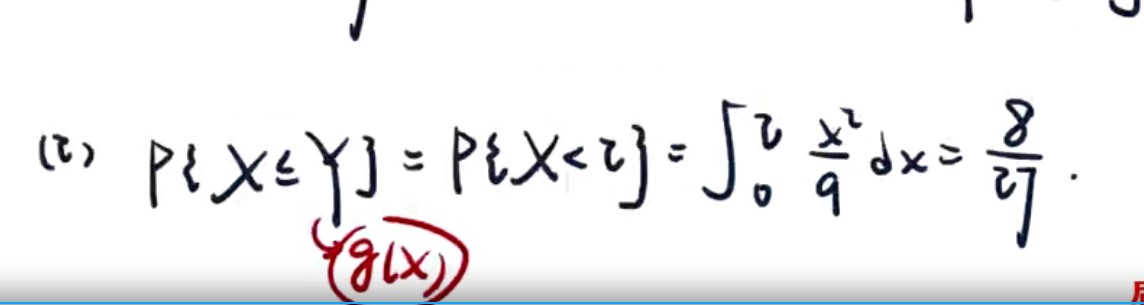 (2) P{X≤Y} = P{X<2} = ∫₀² x²/9 dx = 8/27 .
g(X)